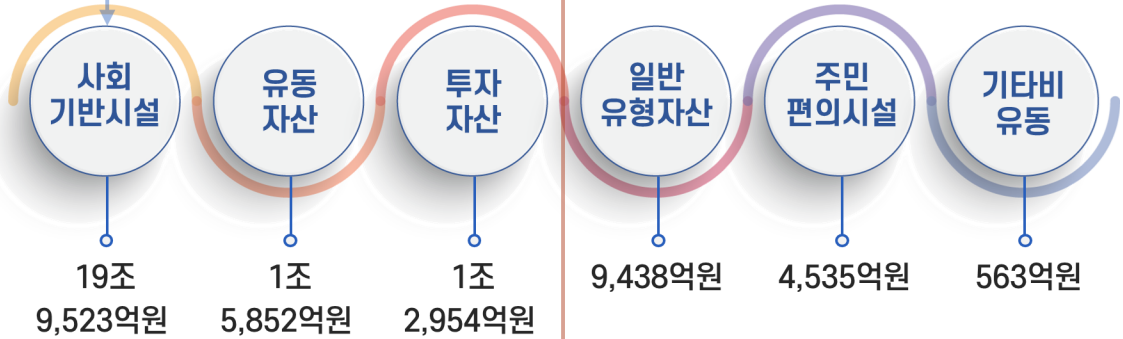 사회
기반시설
19조
9,523억원
유동
자산
1조
5,852억원
투자
자산
1조
2,954억원
일반
유형자산
9,438억원
주민
편의시설
4,535억원
기타비
유동
563억원